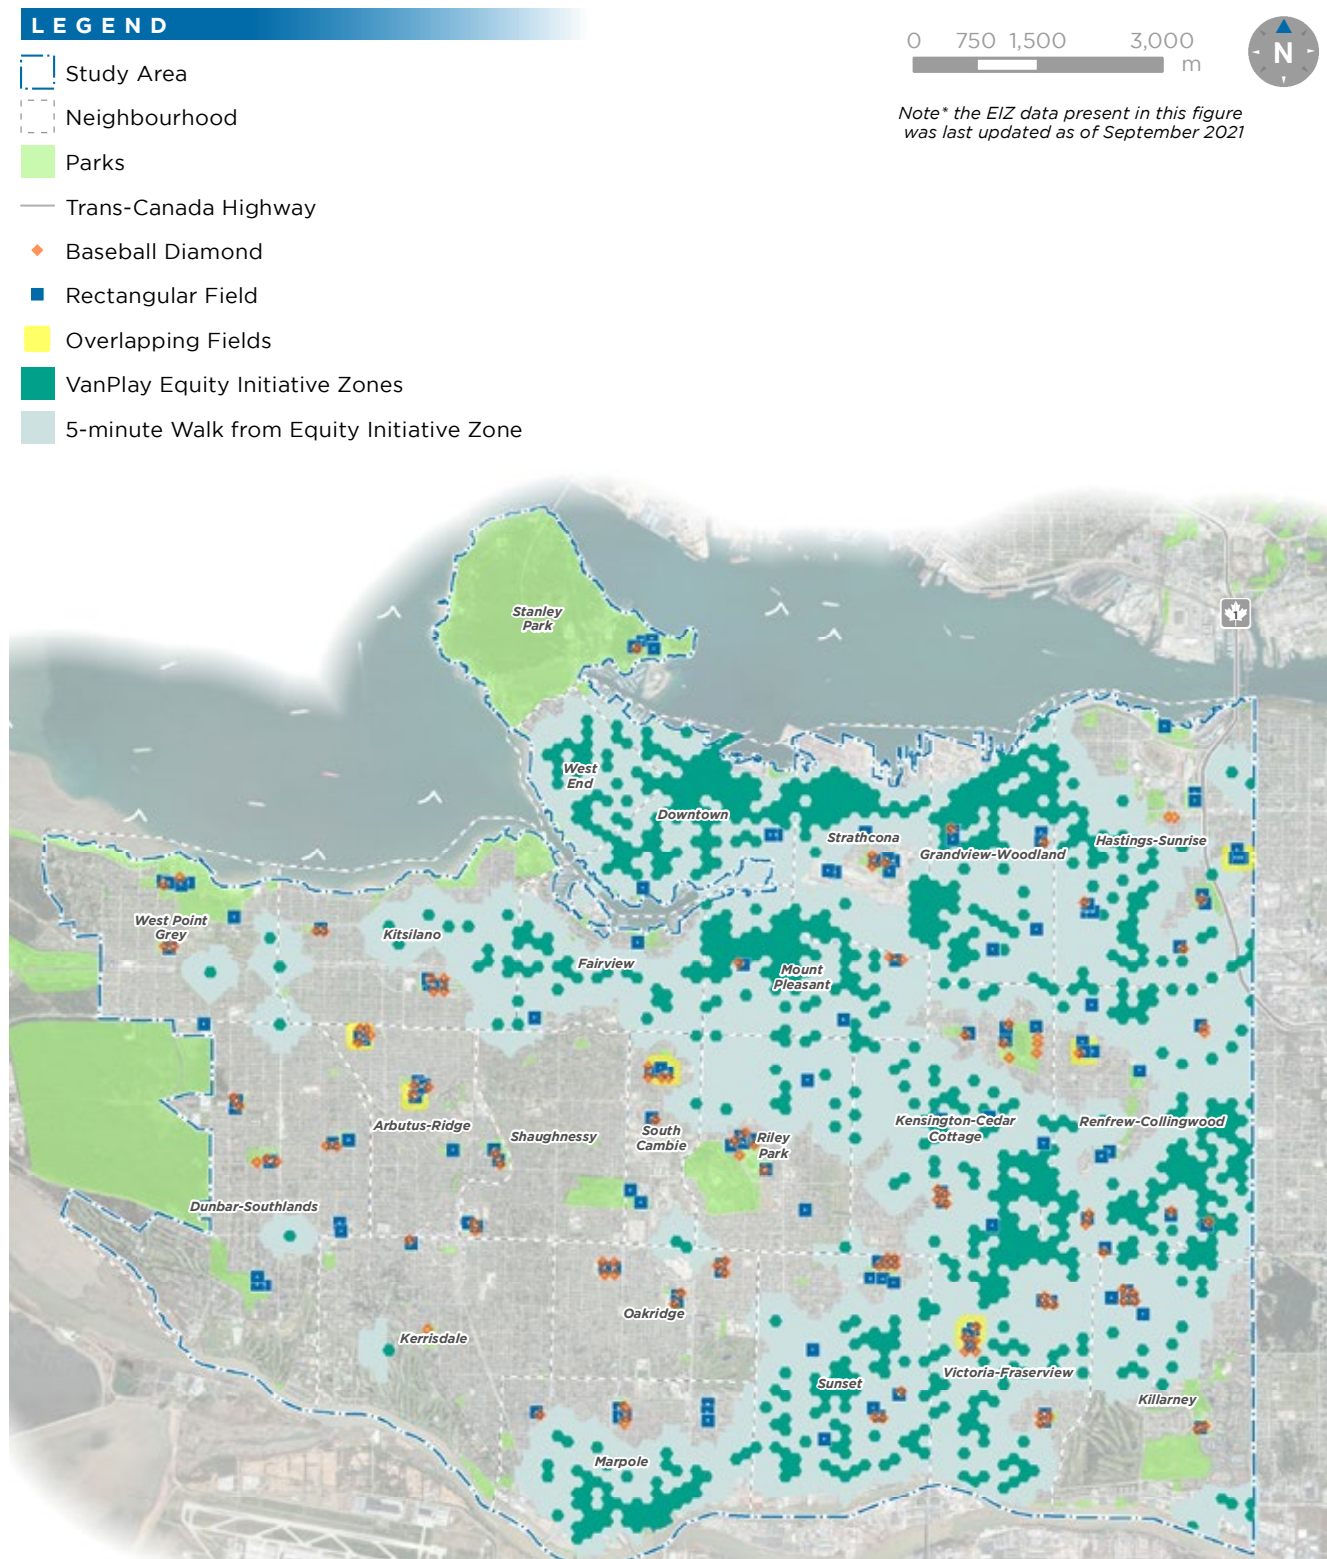 LEGEND
Study Area
Neighbourhood
Parks
Trans-Canada Highway
Baseball Diamond
Rectangular Field
Overlapping Fields
VanPlay Equity Initiative Zones
5-minute Walk from Equity Initiative Zone
0 750 1,500 3,000
m
N
Note* the EIZ data present in this figure
was last updated as of September 2021
Stanley
Park
1
West
End
Downtown
Strathcona
Grandview-Woodland
Hastings-Sunrise
West Point
Grey
Kitsilano
Fairview
Mount
Pleasant
Arbutus-Ridge
Shaughnessy
South
Cambie
Riley
Park
Kensington-Cedar
Cottage
Renfrew-Collingwood
Dunbar-Southlands
Oakridge
Kerrisdale
Sunset
Victoria-Fraserview
Killarney
Marpole